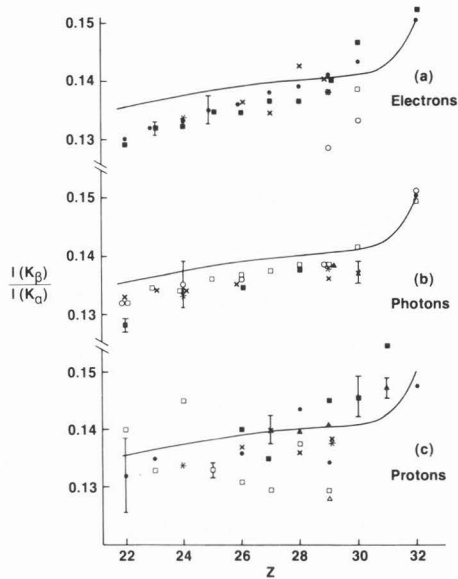 0.15
0.14
0.13
(a)
Electrons
0.15
0.14
0.13
(b)
Photons
I (Kβ)
I (Kα)
0.15
0.14
0.13
(c)
Protons
22 24 26 28 30 32
Z